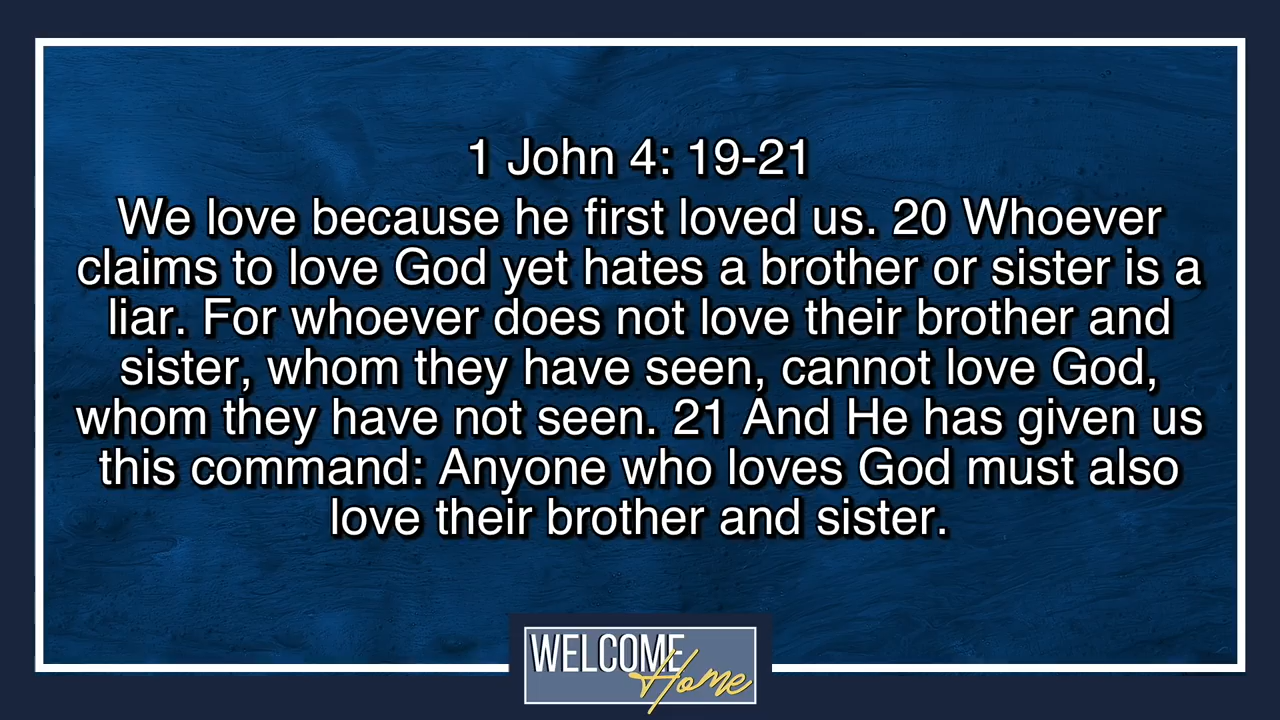 1 John 4: 19-21
We love because he first loved us. 20 Whoever
claims to love God yet hates a brother or sister is a
liar. For whoever does not love their brother and
sister, whom they have seen, cannot love God,
whom they have not seen. 21 And He has given us
this command: Anyone who loves God must also
love their brother and sister.
WELCOME
Home